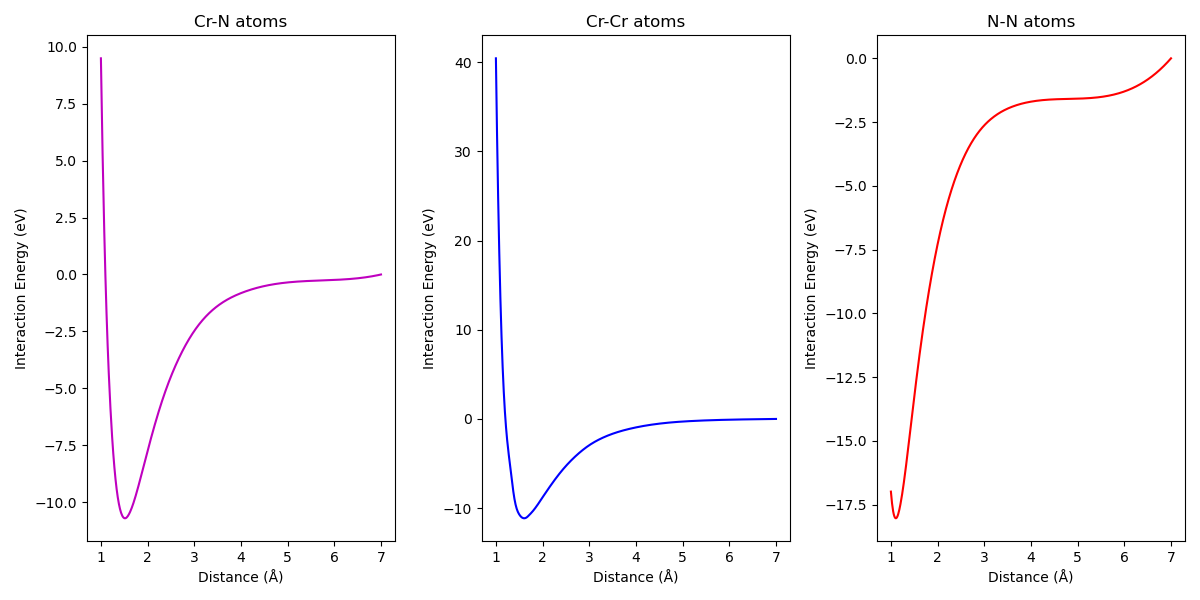 Cr-N atoms
Interaction Energy (eV)
10.0
7.5
5.0
2.5
0.0
−2.5
−5.0
−7.5
−10.0
1 2 3 4 5 6 7
Distance (Å)
Cr-Cr atoms
Interaction Energy (eV)
40
30
20
10
0
−10
1 2 3 4 5 6 7
Distance (Å)
N-N atoms
Interaction Energy (eV)
0.0
−2.5
−5.0
−7.5
−10.0
−12.5
−15.0
−17.5
1 2 3 4 5 6 7
Distance (Å)